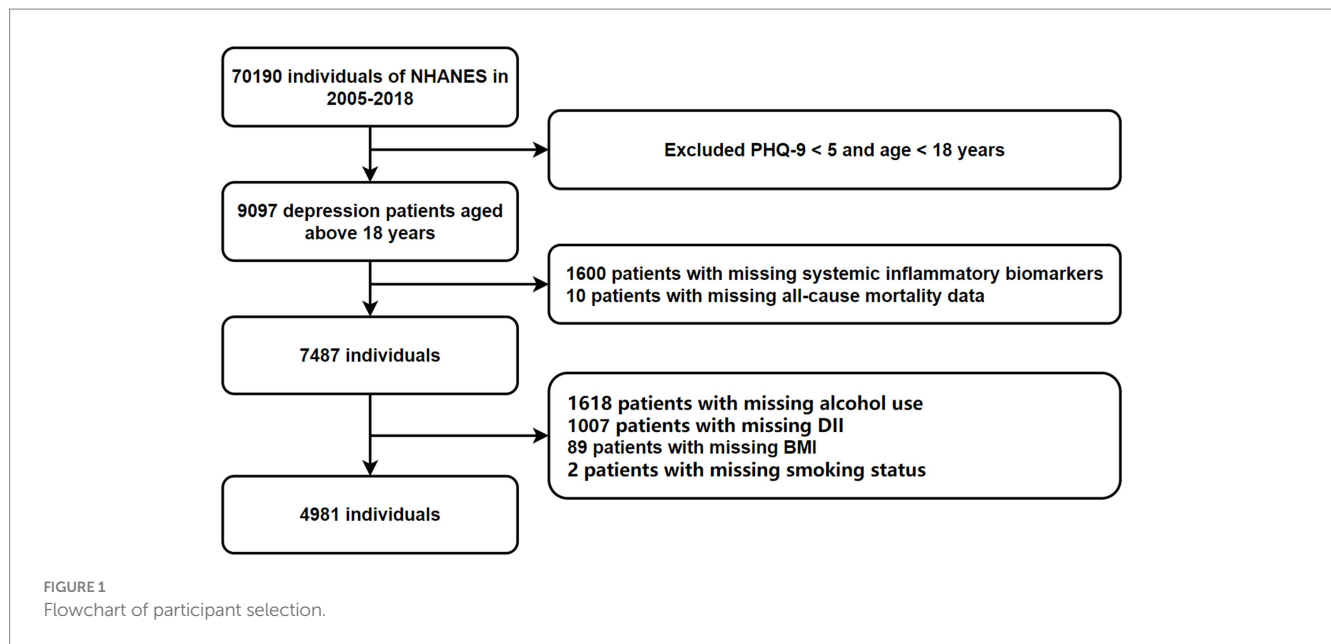 70190 individuals of NHANES in
2005-2018
Excluded PHQ-9 < 5 and age < 18 years
9097 depression patients aged
above 18 years
1600 patients with missing systemic inflammatory biomarkers
10 patients with missing all-cause mortality data
7487 individuals
1618 patients with missing alcohol use
1007 patients with missing DII
89 patients with missing BMI
2 patients with missing smoking status
4981 individuals
FIGURE 1
Flowchart of participant selection.